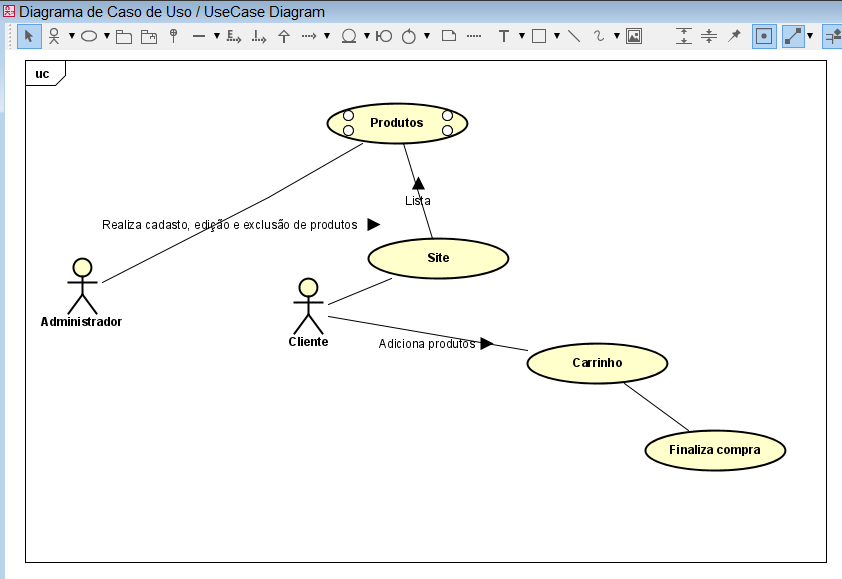 Diagrama de Caso de Uso / UseCase Diagram
uc
Produtos
Lista
Realiza cadasto, edição e exclusão de produtos
Site
Administrador
Cliente
Adiciona produtos
Carrinho
Finaliza compra